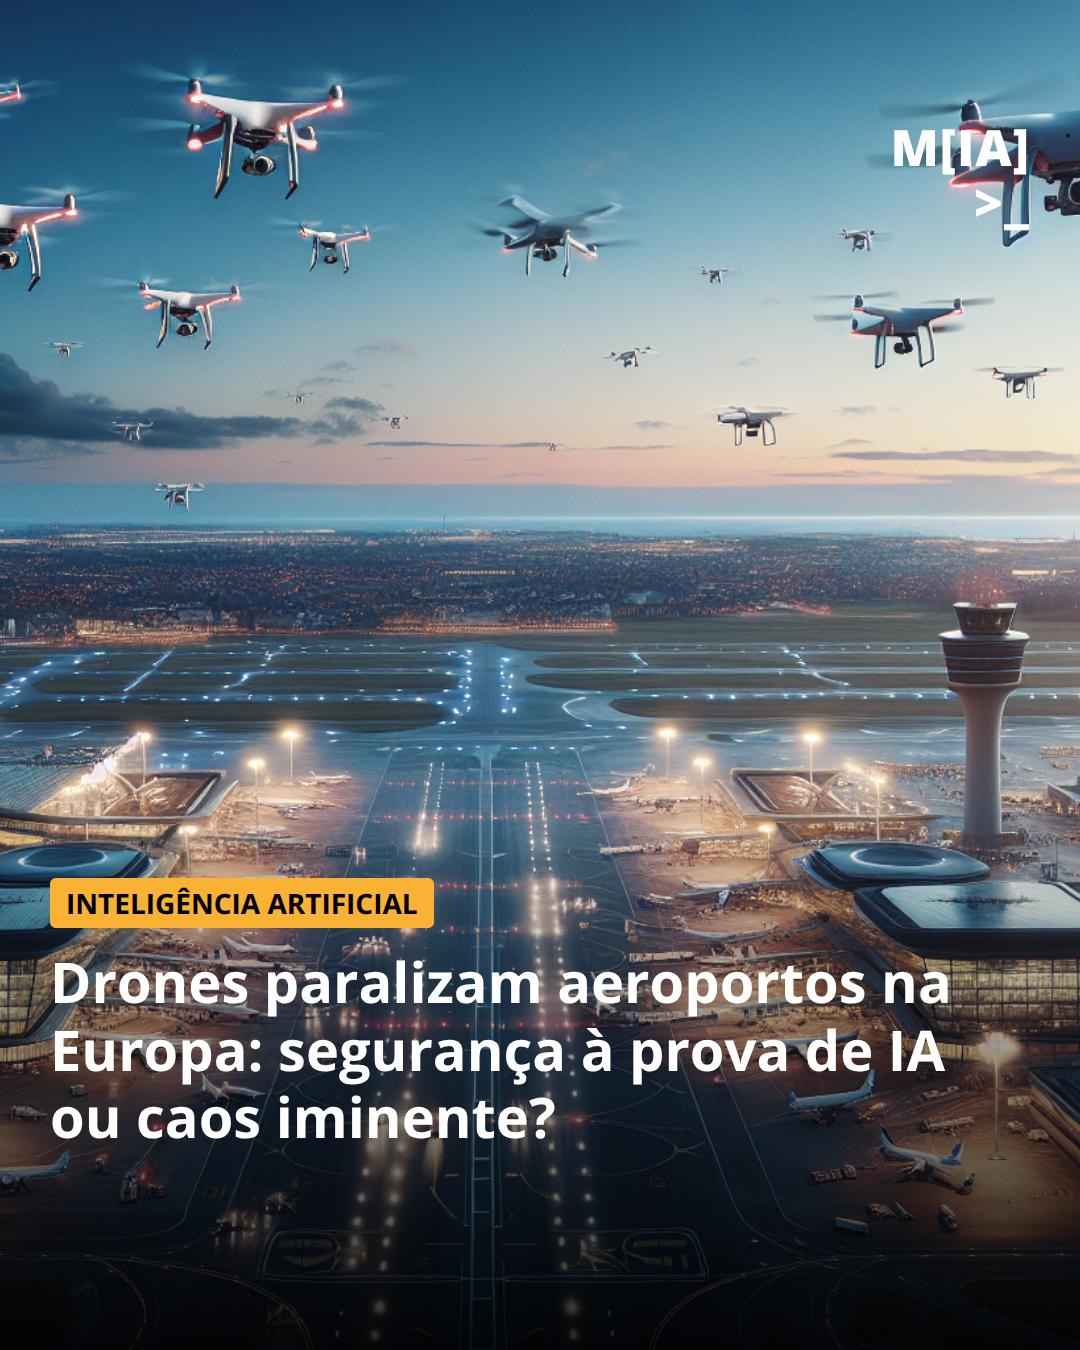 M[IA]
>_
INTELIGÊNCIA ARTIFICIAL
Drones paralizam aeroportos na
Europa: segurança à prova de IA
ou caos iminente?